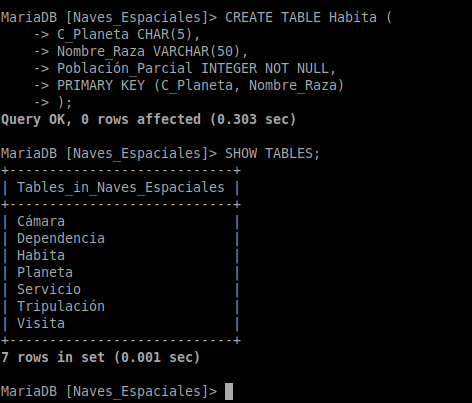 MariaDB [Naves_Espaciales]> CREATE TABLE Habita (
    -> C_Planeta CHAR(5),
    -> Nombre_Raza VARCHAR(50),
    -> Población_Parcial INTEGER NOT NULL,
    -> PRIMARY KEY (C_Planeta, Nombre_Raza)
    -> );
Query OK, 0 rows affected (0.303 sec)

MariaDB [Naves_Espaciales]> SHOW TABLES;
+----------------------------+
| Tables_in_Naves_Espaciales |
+----------------------------+
| Cámara                     |
| Dependencia                |
| Habita                     |
| Planeta                    |
| Servicio                   |
| Tripulación                |
| Visita                     |
+----------------------------+
7 rows in set (0.001 sec)

MariaDB [Naves_Espaciales]>